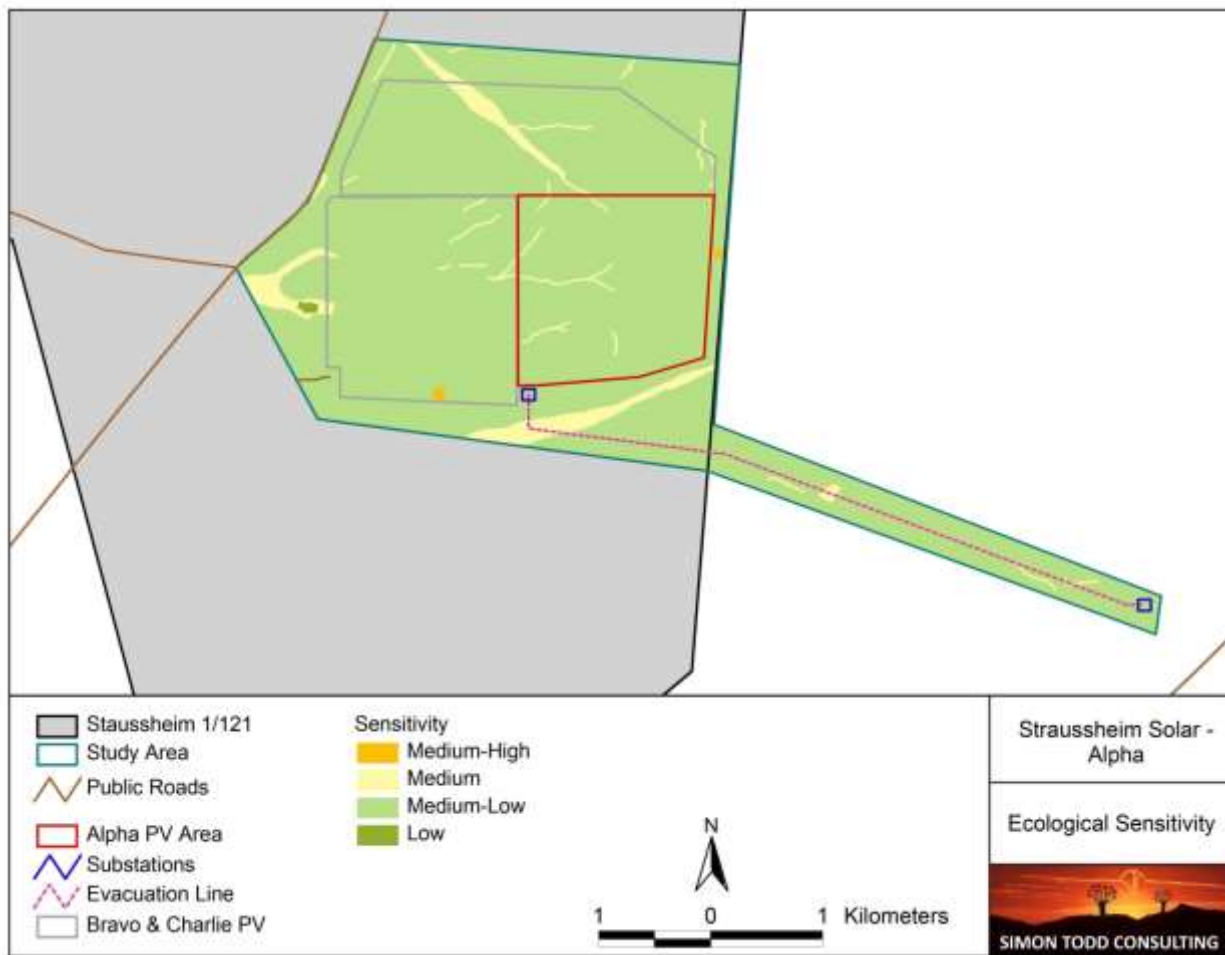 Staussheim 1/121
Study Area
Public Roads
Alpha PV Area
Substations
Evacuation Line
Bravo & Charlie PV
Sensitivity
Medium-High
Medium
Medium-Low
Low
N
1 0 1 Kilometers
Straussheim Solar -
Alpha
Ecological Sensitivity
SIMON TODD CONSULTING